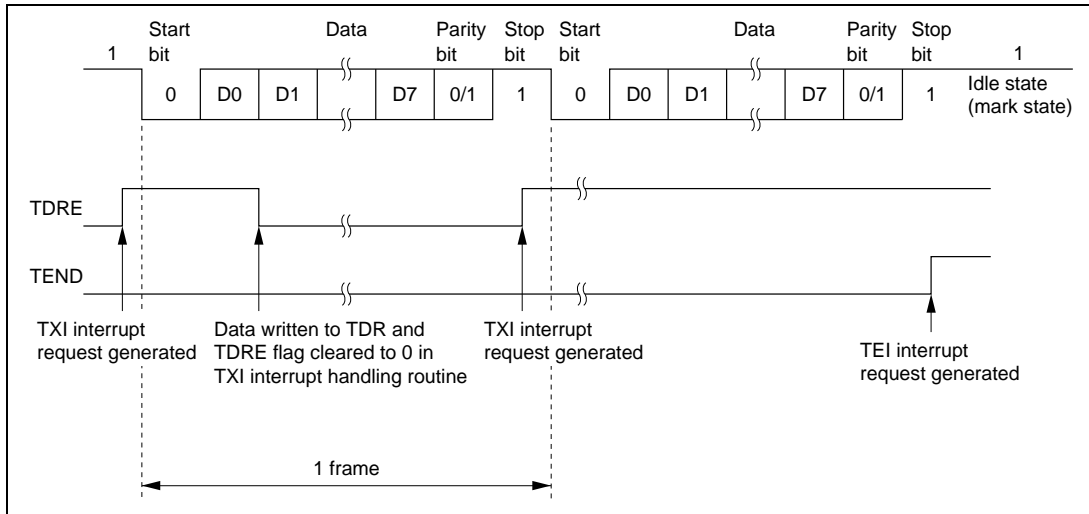 Start Data Parity Stop Start Data Parity Stop
1 bit bit bit bit bit bit 1
0 D0 D1 D7 0/1 1 0 D0 D1 D7 0/1 1 Idle state
(mark state)
TDRE
TEND
TXI interrupt
request generated
Data written to TDR and
TDRE flag cleared to 0 in
TXI interrupt handling routine
TXI interrupt
request generated
TEI interrupt
request generated
1 frame